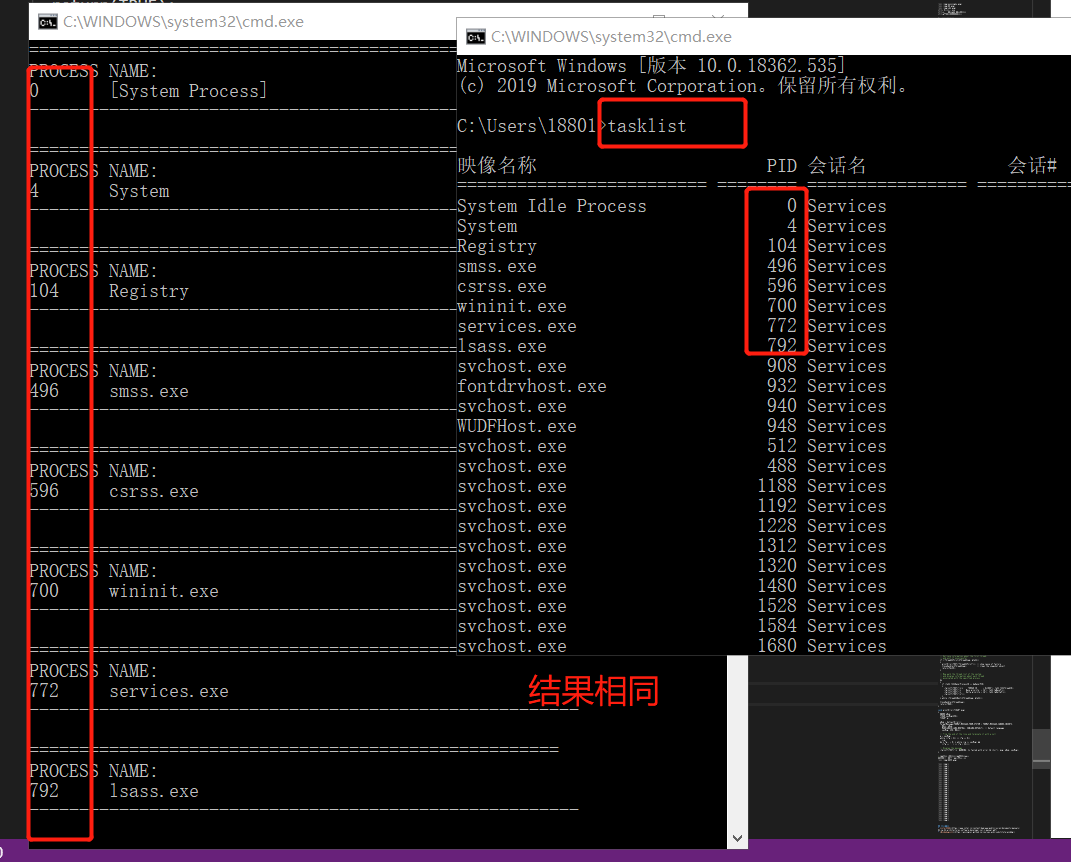 C:\WINDOWS\system32\cmd.exe
PROCESS NAME:
0 [System Process]
PROCESS NAME:
4 System
PROCESS NAME:
104 Registry
PROCESS NAME:
496 smss.exe
PROCESS NAME:
596 csrss.exe
PROCESS NAME:
700 wininit.exe
PROCESS NAME:
772 services.exe
PROCESS NAME:
792 lsass.exe
C:\WINDOWS\system32\cmd.exe
Microsoft Windows [版本 10.0.18362.535]
(c) 2019 Microsoft Corporation。保留所有权利。
C:\Users\18801>tasklist
映像名称 PID 会话名 会话#
========================= ======== ================ =========
System Idle Process 0 Services
System 4 Services
Registry 104 Services
smss.exe 496 Services
csrss.exe 596 Services
wininit.exe 700 Services
services.exe 772 Services
lsass.exe 792 Services
svchost.exe 908 Services
fontdrvhost.exe 932 Services
svchost.exe 940 Services
WUDFHost.exe 948 Services
svchost.exe 512 Services
svchost.exe 488 Services
svchost.exe 1188 Services
svchost.exe 1192 Services
svchost.exe 1228 Services
svchost.exe 1312 Services
svchost.exe 1320 Services
svchost.exe 1480 Services
svchost.exe 1528 Services
svchost.exe 1584 Services
svchost.exe 1680 Services
结果相同